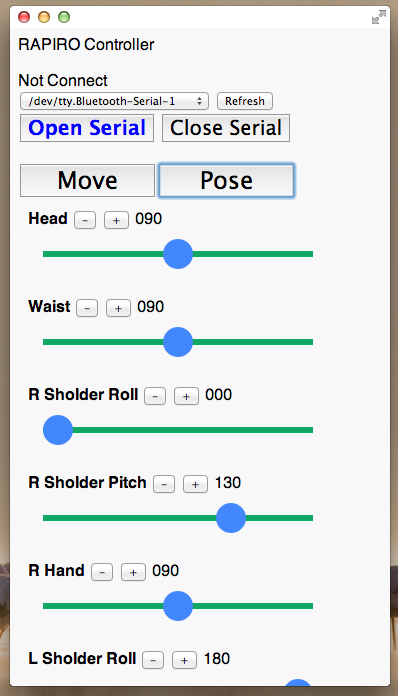 RAPIRO Controller
Not Connect
/dev/tty.Bluetooth-Serial-1 Refresh
Open Serial Close Serial
Move Pose
Head - + 090
Waist - + 090
R Sholder Roll - + 000
R Sholder Pitch - + 130
R Hand - + 090
L Sholder Roll - + 180